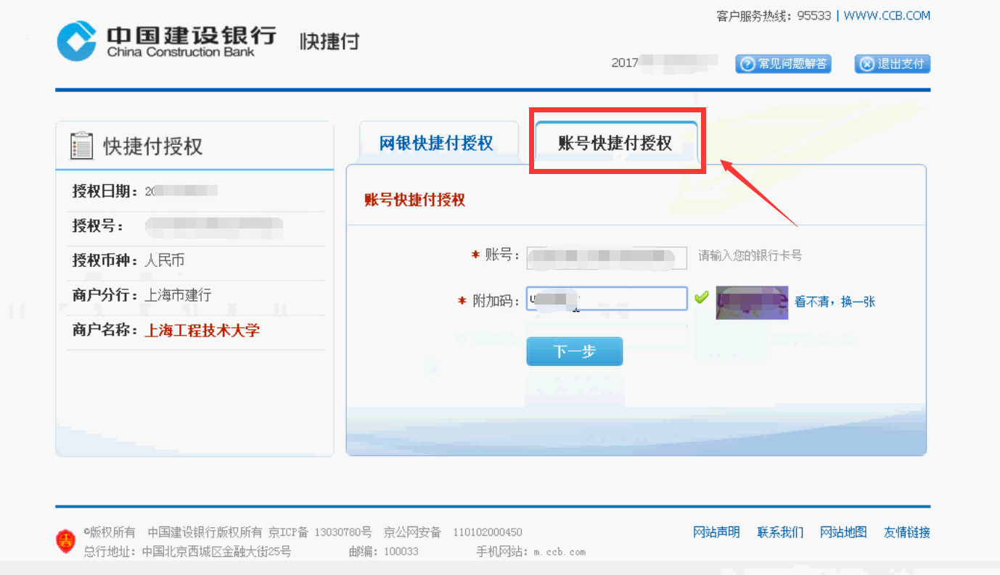 客户服务热线：95533 | WWW.CCB.COM
中国建设银行 快捷付
China Construction Bank
2017
常见问题解答 退出支付
快捷付授权
授权日期：20
授权号：
授权币种：人民币
商户分行：上海市建行
商户名称：上海工程技术大学
网银快捷付授权 账号快捷付授权
账号快捷付授权
* 账号： 请输入您的银行卡号
* 附加码： 看不清，换一张
下一步
©版权所有 中国建设银行版权所有 京ICP备 13030780号 京公网安备 110102000450
总行地址：中国北京西城区金融大街25号 邮编：100033 手机网站：m.ccb.com
网站声明 联系我们 网站地图 友情链接